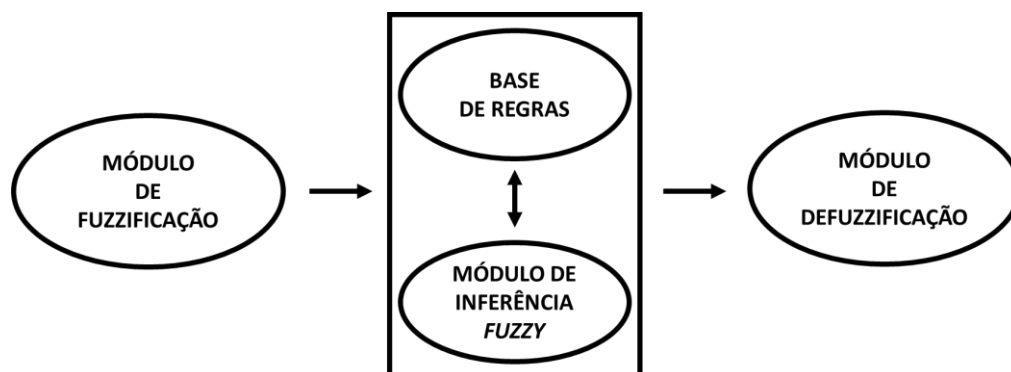 MÓDULO
DE
FUZZIFICAÇÃO
BASE
DE REGRAS
MÓDULO DE
INFERÊNCIA
FUZZY
MÓDULO
DE
DEFUZZIFICAÇÃO